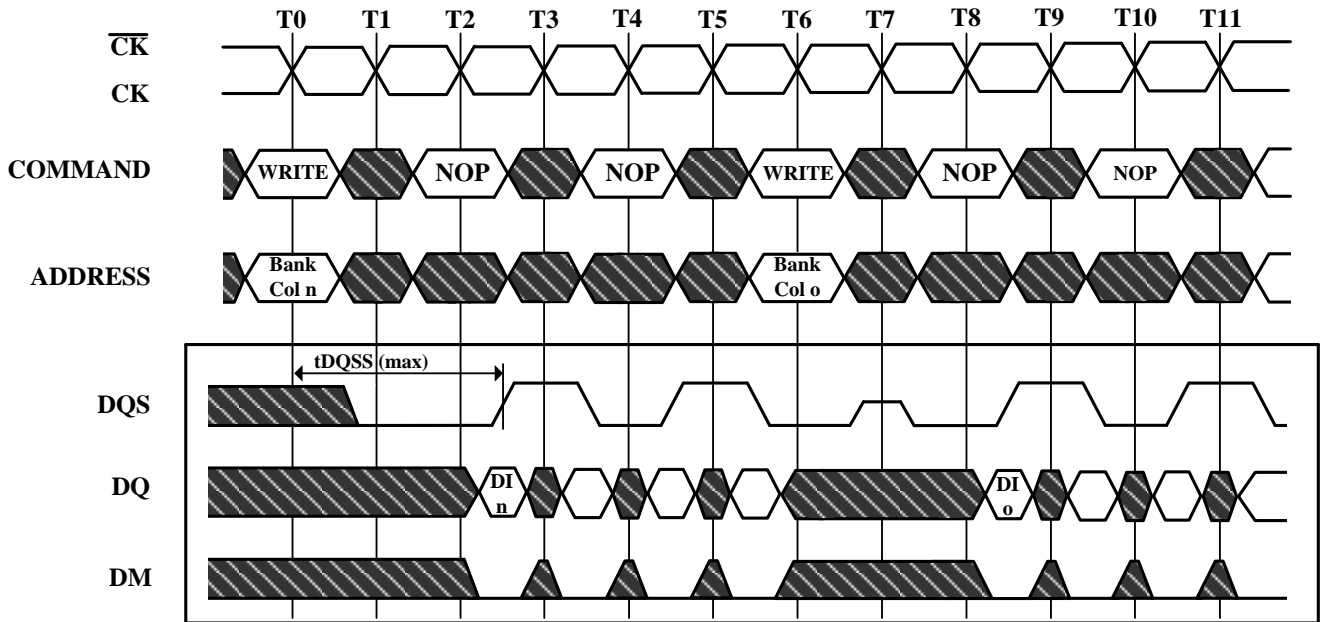 T0 T1 T2 T3 T4 T5 T6 T7 T8 T9 T10 T11
CK
CK
COMMAND WRITE NOP NOP WRITE NOP NOP
ADDRESS Bank Col n Bank Col o
tDQSS (max)
DQS
DQ DI n DI o
DM